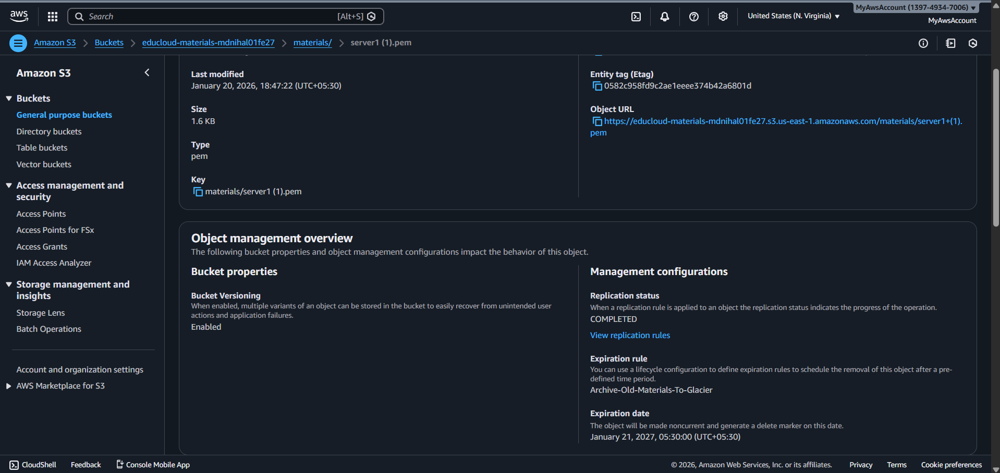 aws
Search [Alt+S]
United States (N. Virginia)
MyAwsAccount (1397-4934-7006)
MyAwsAccount
Amazon S3
Buckets
educloud-materials-mdnihal01fe27
materials/
server1 (1).pem
Amazon S3
Buckets
General purpose buckets
Directory buckets
Table buckets
Vector buckets
Access management and
security
Access Points
Access Points for FSx
Access Grants
IAM Access Analyzer
Storage management and
insights
Storage Lens
Batch Operations
Account and organization settings
AWS Marketplace for S3
Last modified
January 20, 2026, 18:47:22 (UTC+05:30)
Size
1.6 KB
Type
pem
Key
materials/server1 (1).pem
Entity tag (Etag)
0582c958fd9c2ae1eeee374b42a6801d
Object URL
https://educloud-materials-mdnihal01fe27.s3.us-east-1.amazonaws.com/materials/server1+(1).
pem
Object management overview
The following bucket properties and object management configurations impact the behavior of this object.
Bucket properties
Bucket Versioning
When enabled, multiple variants of an object can be stored in the bucket to easily recover from unintended user
actions and application failures.
Enabled
Management configurations
Replication status
When a replication rule is applied to an object the replication status indicates the progress of the operation.
COMPLETED
View replication rules
Expiration rule
You can use a lifecycle configuration to define expiration rules to schedule the removal of this object after a pre-
defined time period.
Archive-Old-Materials-To-Glacier
Expiration date
The object will be made noncurrent and generate a delete marker on this date.
January 21, 2027, 05:30:00 (UTC+05:30)
CloudShell
Feedback
Console Mobile App
© 2026, Amazon Web Services, Inc. or its affiliates.
Privacy
Terms
Cookie preferences